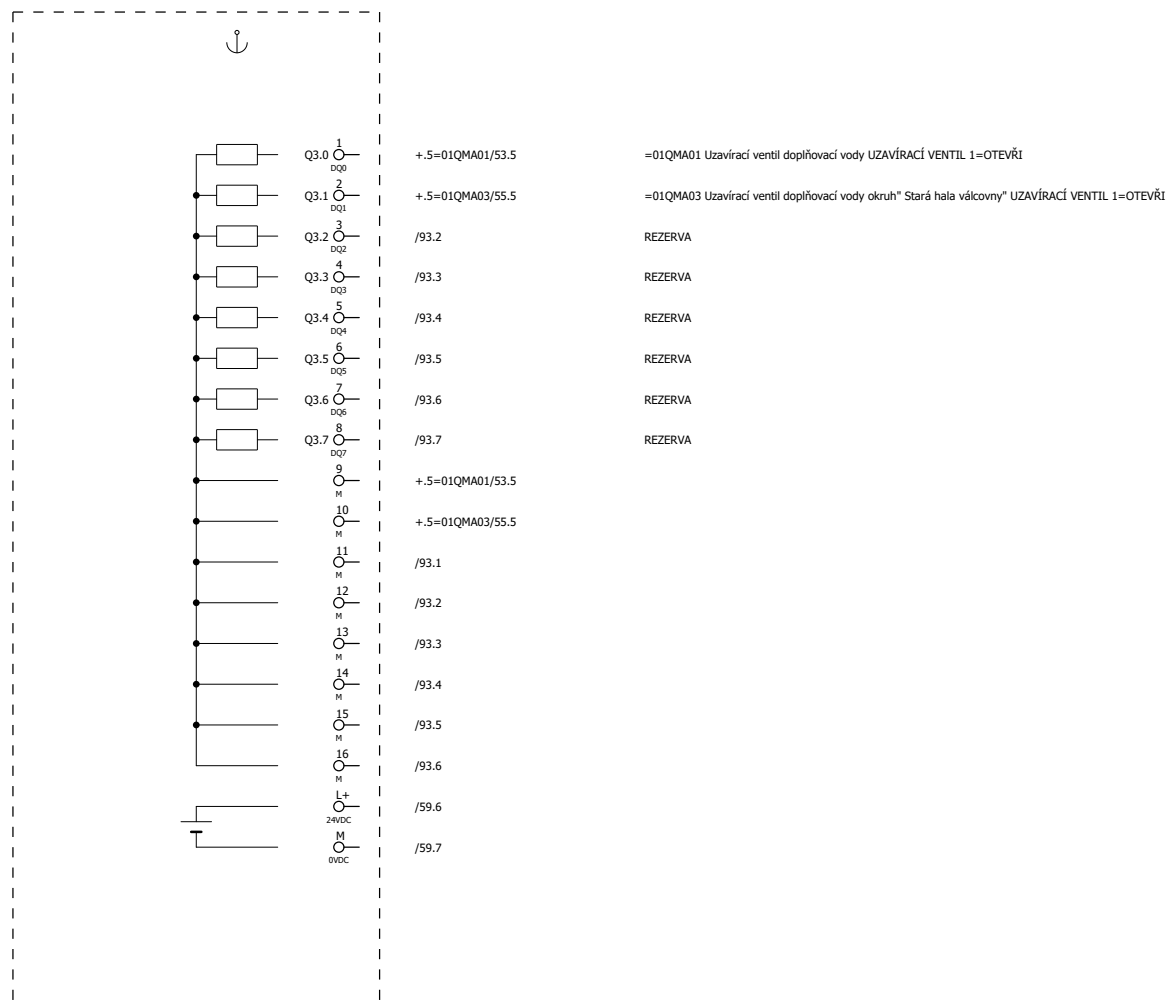 1
Q3.0 +.5=01QMA01/53.5 =01QMA01 Uzavírací ventil doplňovací vody UZAVÍRACÍ VENTIL 1=OTEVŘI
DQ0
2
Q3.1 +.5=01QMA03/55.5 =01QMA03 Uzavírací ventil doplňovací vody okruh" Stará hala válcovny" UZAVÍRACÍ VENTIL 1=OTEVŘI
DQ1
3
Q3.2 /93.2 REZERVA
DQ2
4
Q3.3 /93.3 REZERVA
DQ3
5
Q3.4 /93.4 REZERVA
DQ4
6
Q3.5 /93.5 REZERVA
DQ5
7
Q3.6 /93.6 REZERVA
DQ6
8
Q3.7 /93.7 REZERVA
DQ7
9
+.5=01QMA01/53.5
M
10
+.5=01QMA03/55.5
M
11
/93.1
M
12
/93.2
M
13
/93.3
M
14
/93.4
M
15
/93.5
M
16
/93.6
M
L+
/59.6
24VDC
M
/59.7
0VDC